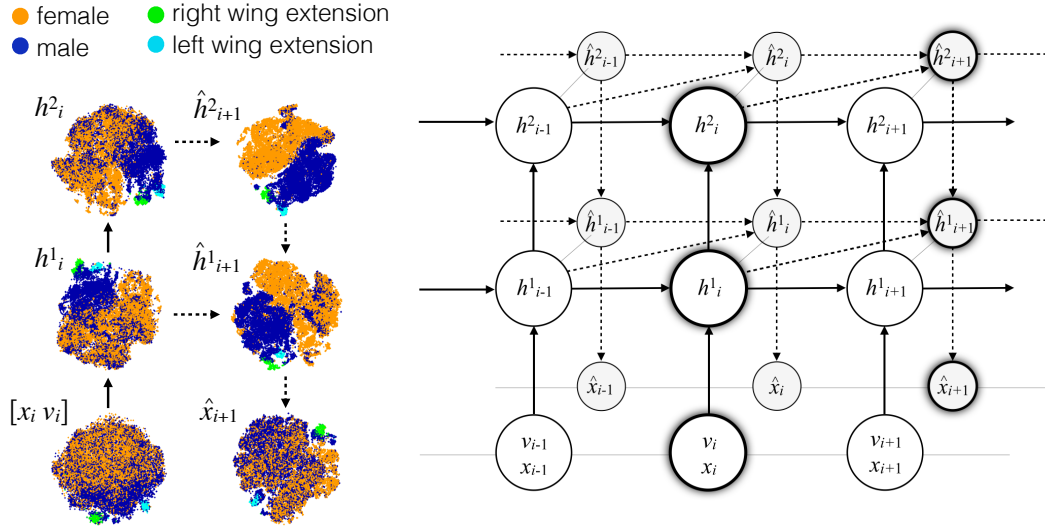 female
male
right wing extension
left wing extension
h²ᵢ
ĥ²ᵢ₊₁
h¹ᵢ
ĥ¹ᵢ₊₁
[xᵢ vᵢ]
x̂ᵢ₊₁
ĥ²ᵢ₋₁
ĥ²ᵢ
ĥ²ᵢ₊₁
h²ᵢ₋₁
h²ᵢ
h²ᵢ₊₁
ĥ¹ᵢ₋₁
ĥ¹ᵢ
ĥ¹ᵢ₊₁
h¹ᵢ₋₁
h¹ᵢ
h¹ᵢ₊₁
x̂ᵢ₋₁
x̂ᵢ
x̂ᵢ₊₁
vᵢ₋₁
xᵢ₋₁
vᵢ
xᵢ
vᵢ₊₁
xᵢ₊₁